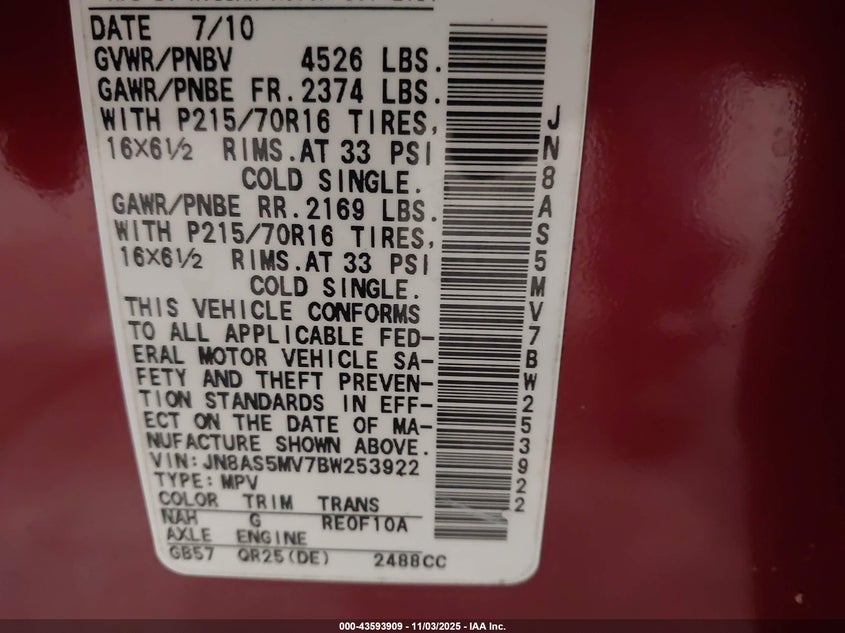 DATE 7/10
GVWR/PNBV 4526 LBS.
GAWR/PNBE FR. 2374 LBS.
WITH P215/70R16 TIRES,
16X6½ RIMS. AT 33 PSI
COLD SINGLE.
GAWR/PNBE RR. 2169 LBS.
WITH P215/70R16 TIRES,
16X6½ RIMS. AT 33 PSI
COLD SINGLE.
THIS VEHICLE CONFORMS
TO ALL APPLICABLE FED-
ERAL MOTOR VEHICLE SA-
FETY AND THEFT PREVEN-
TION STANDARDS IN EFF-
ECT ON THE DATE OF MA-
NUFACTURE SHOWN ABOVE.
VIN: JN8AS5MV7BW253922
TYPE: MPV
COLOR TRIM TRANS
NAH G RE0F10A
AXLE ENGINE
GB57 QR25(DE) 2488CC
JN8AS5MV7BW253922
000-43593909 - 11/03/2025 - IAA Inc.